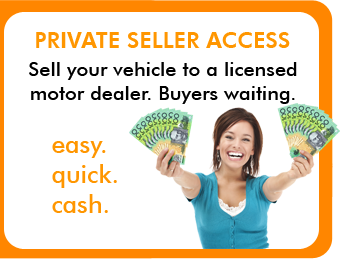 PRIVATE SELLER ACCESS
Sell your vehicle to a licensed
motor dealer. Buyers waiting.
easy.
quick.
cash.